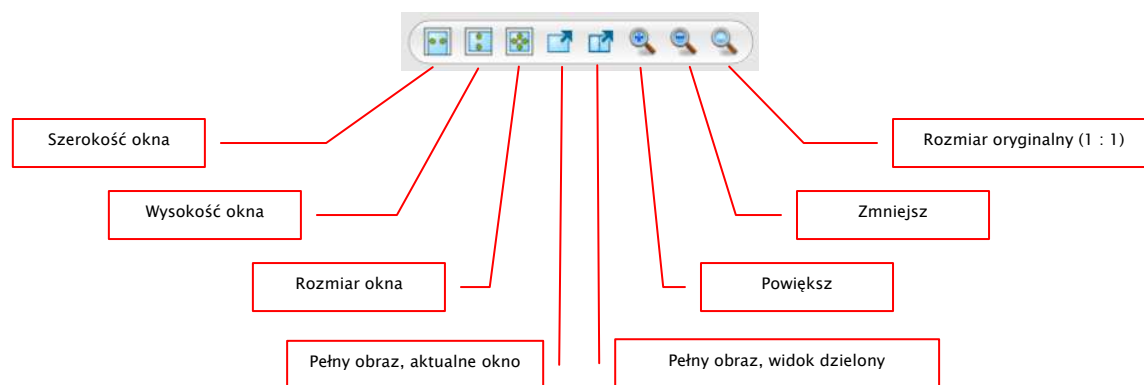 Szerokość okna
Rozmiar oryginalny (1 : 1)
Wysokość okna
Zmniejsz
Rozmiar okna
Powiększ
Pełny obraz, aktualne okno
Pełny obraz, widok dzielony